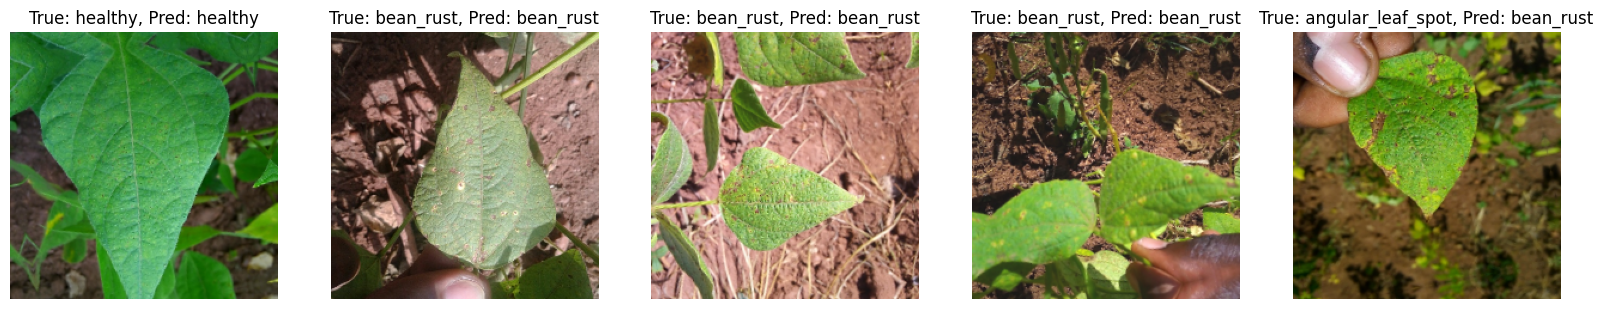 True: healthy, Pred: healthy
True: bean_rust, Pred: bean_rust
True: bean_rust, Pred: bean_rust
True: bean_rust, Pred: bean_rust
True: angular_leaf_spot, Pred: bean_rust